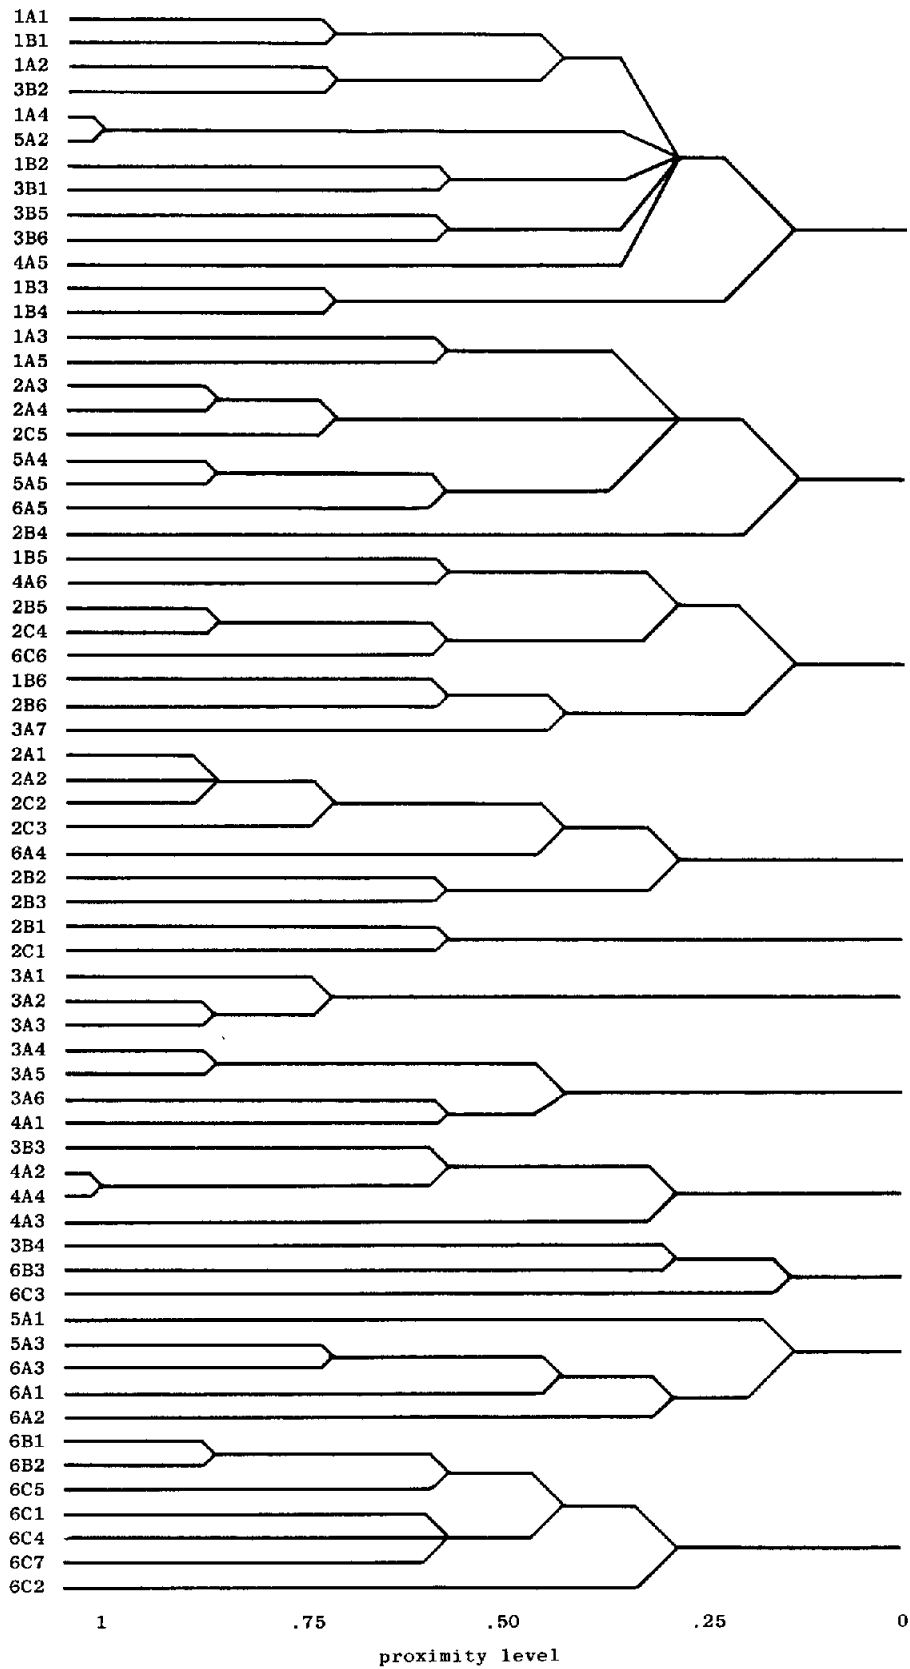 1A1
1B1
1A2
3B2
1A4
5A2
1B2
3B1
3B5
3B6
4A5
1B3
1B4
1A3
1A5
2A3
2A4
2C5
5A4
5A5
6A5
2B4
1B5
4A6
2B5
2C4
6C6
1B6
2B6
3A7
2A1
2A2
2C2
2C3
6A4
2B2
2B3
2B1
2C1
3A1
3A2
3A3
3A4
3A5
3A6
4A1
3B3
4A2
4A4
4A3
3B4
6B3
6C3
5A1
5A3
6A3
6A1
6A2
6B1
6B2
6C5
6C1
6C4
6C7
6C2
1 .75 .50 .25 0
proximity level